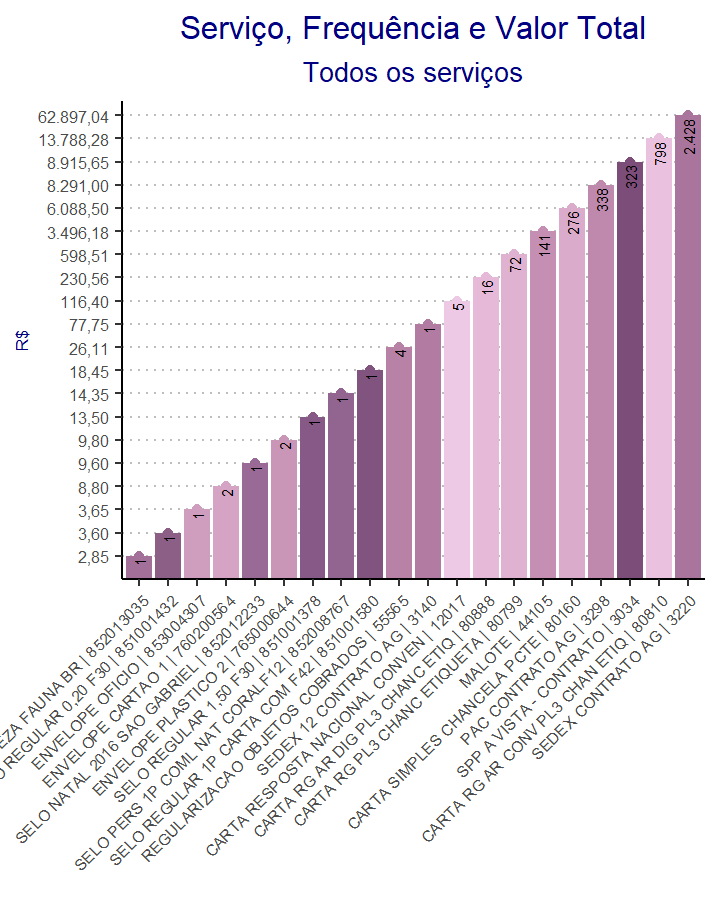 Serviço, Frequência e Valor Total
Todos os serviços
R$
62.897,04
13.788,28
8.915,65
8.291,00
6.088,50
3.496,18
598,51
230,56
116,40
77,75
26,11
18,45
14,35
13,50
9,80
9,60
8,80
3,65
3,60
2,85
1
1
1
2
1
2
1
1
1
4
1
5
16
72
141
276
338
323
798
2.428
FAUNA BR | 852013035
REGULAR 0,20 F30 | 851001432
ENVELOPE OFICIO | 853004307
ENVELOPE CARTAO 1 | 760200564
SELO NATAL 2016 SAO GABRIEL | 852012233
ENVELOPE PLASTICO 2 | 765000644
SELO REGULAR 1,50 F30 | 851001378
SELO PERS 1P COML NAT CORALF12 | 852008767
SELO REGULAR 1P CARTA COM F42 | 851001580
REGULARIZACAO OBJETOS COBRADOS | 55565
SEDEX 12 CONTRATO AG | 3140
CARTA RESPOSTA NACIONAL CONVEN | 12017
CARTA RG AR DIG PL3 CHANC ETIQ | 80888
CARTA RG PL3 CHANC ETIQUETA | 80799
MALOTE | 44105
CARTA SIMPLES CHANCELA PCTE | 80160
PAC CONTRATO AG | 3298
SPP A VISTA - CONTRATO | 3034
CARTA RG AR CONV PL3 CHAN ETIQ | 80810
SEDEX CONTRATO AG | 3220